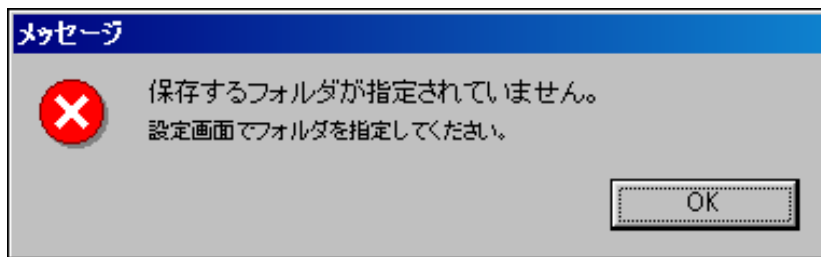 メッセージ
保存するフォルダが指定されていません。
設定画面でフォルダを指定してください。
OK